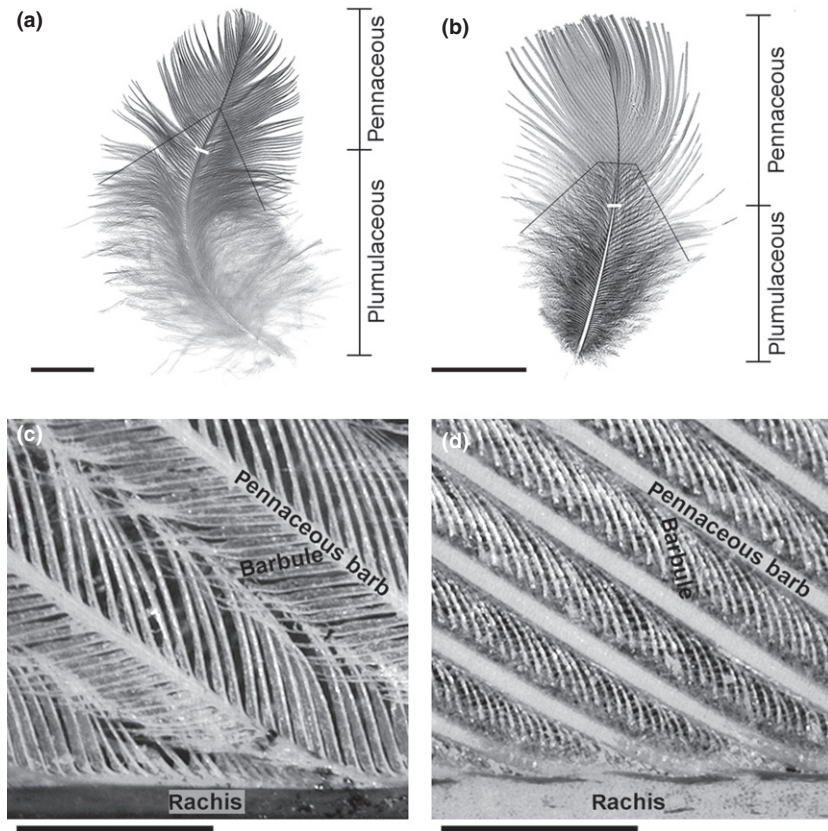 (a)
Pennaceous
Plumulaceous
(b)
Pennaceous
Plumulaceous
(c)
Pennaceous barb
Barbule
Rachis
(d)
Pennaceous barb
Barbule
Rachis